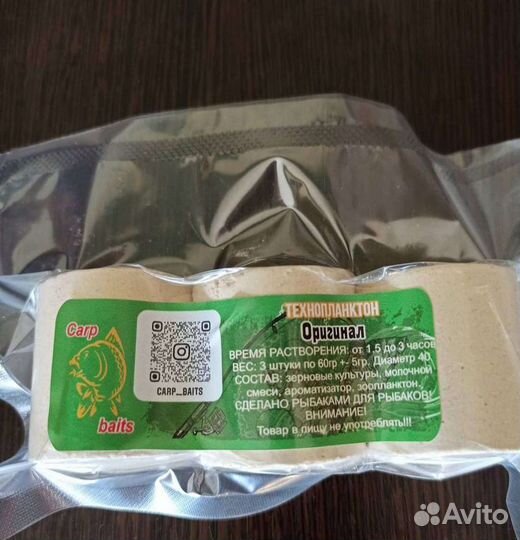 Carp
baits
CARP_BAITS
ТЕХНОПЛАНКТОН
Оригинал
ВРЕМЯ РАСТВОРЕНИЯ: от 1.5 до 3 часов
ВЕС: 3 штуки по 60гр +- 5гр. Диаметр 40
СОСТАВ: зерновые культуры, молочной
смеси, ароматизатор, зоопланктон.
СДЕЛАНО РЫБАКАМИ ДЛЯ РЫБАКОВ!
ВНИМАНИЕ!
Товар в пищу не употреблять!!!
Avito